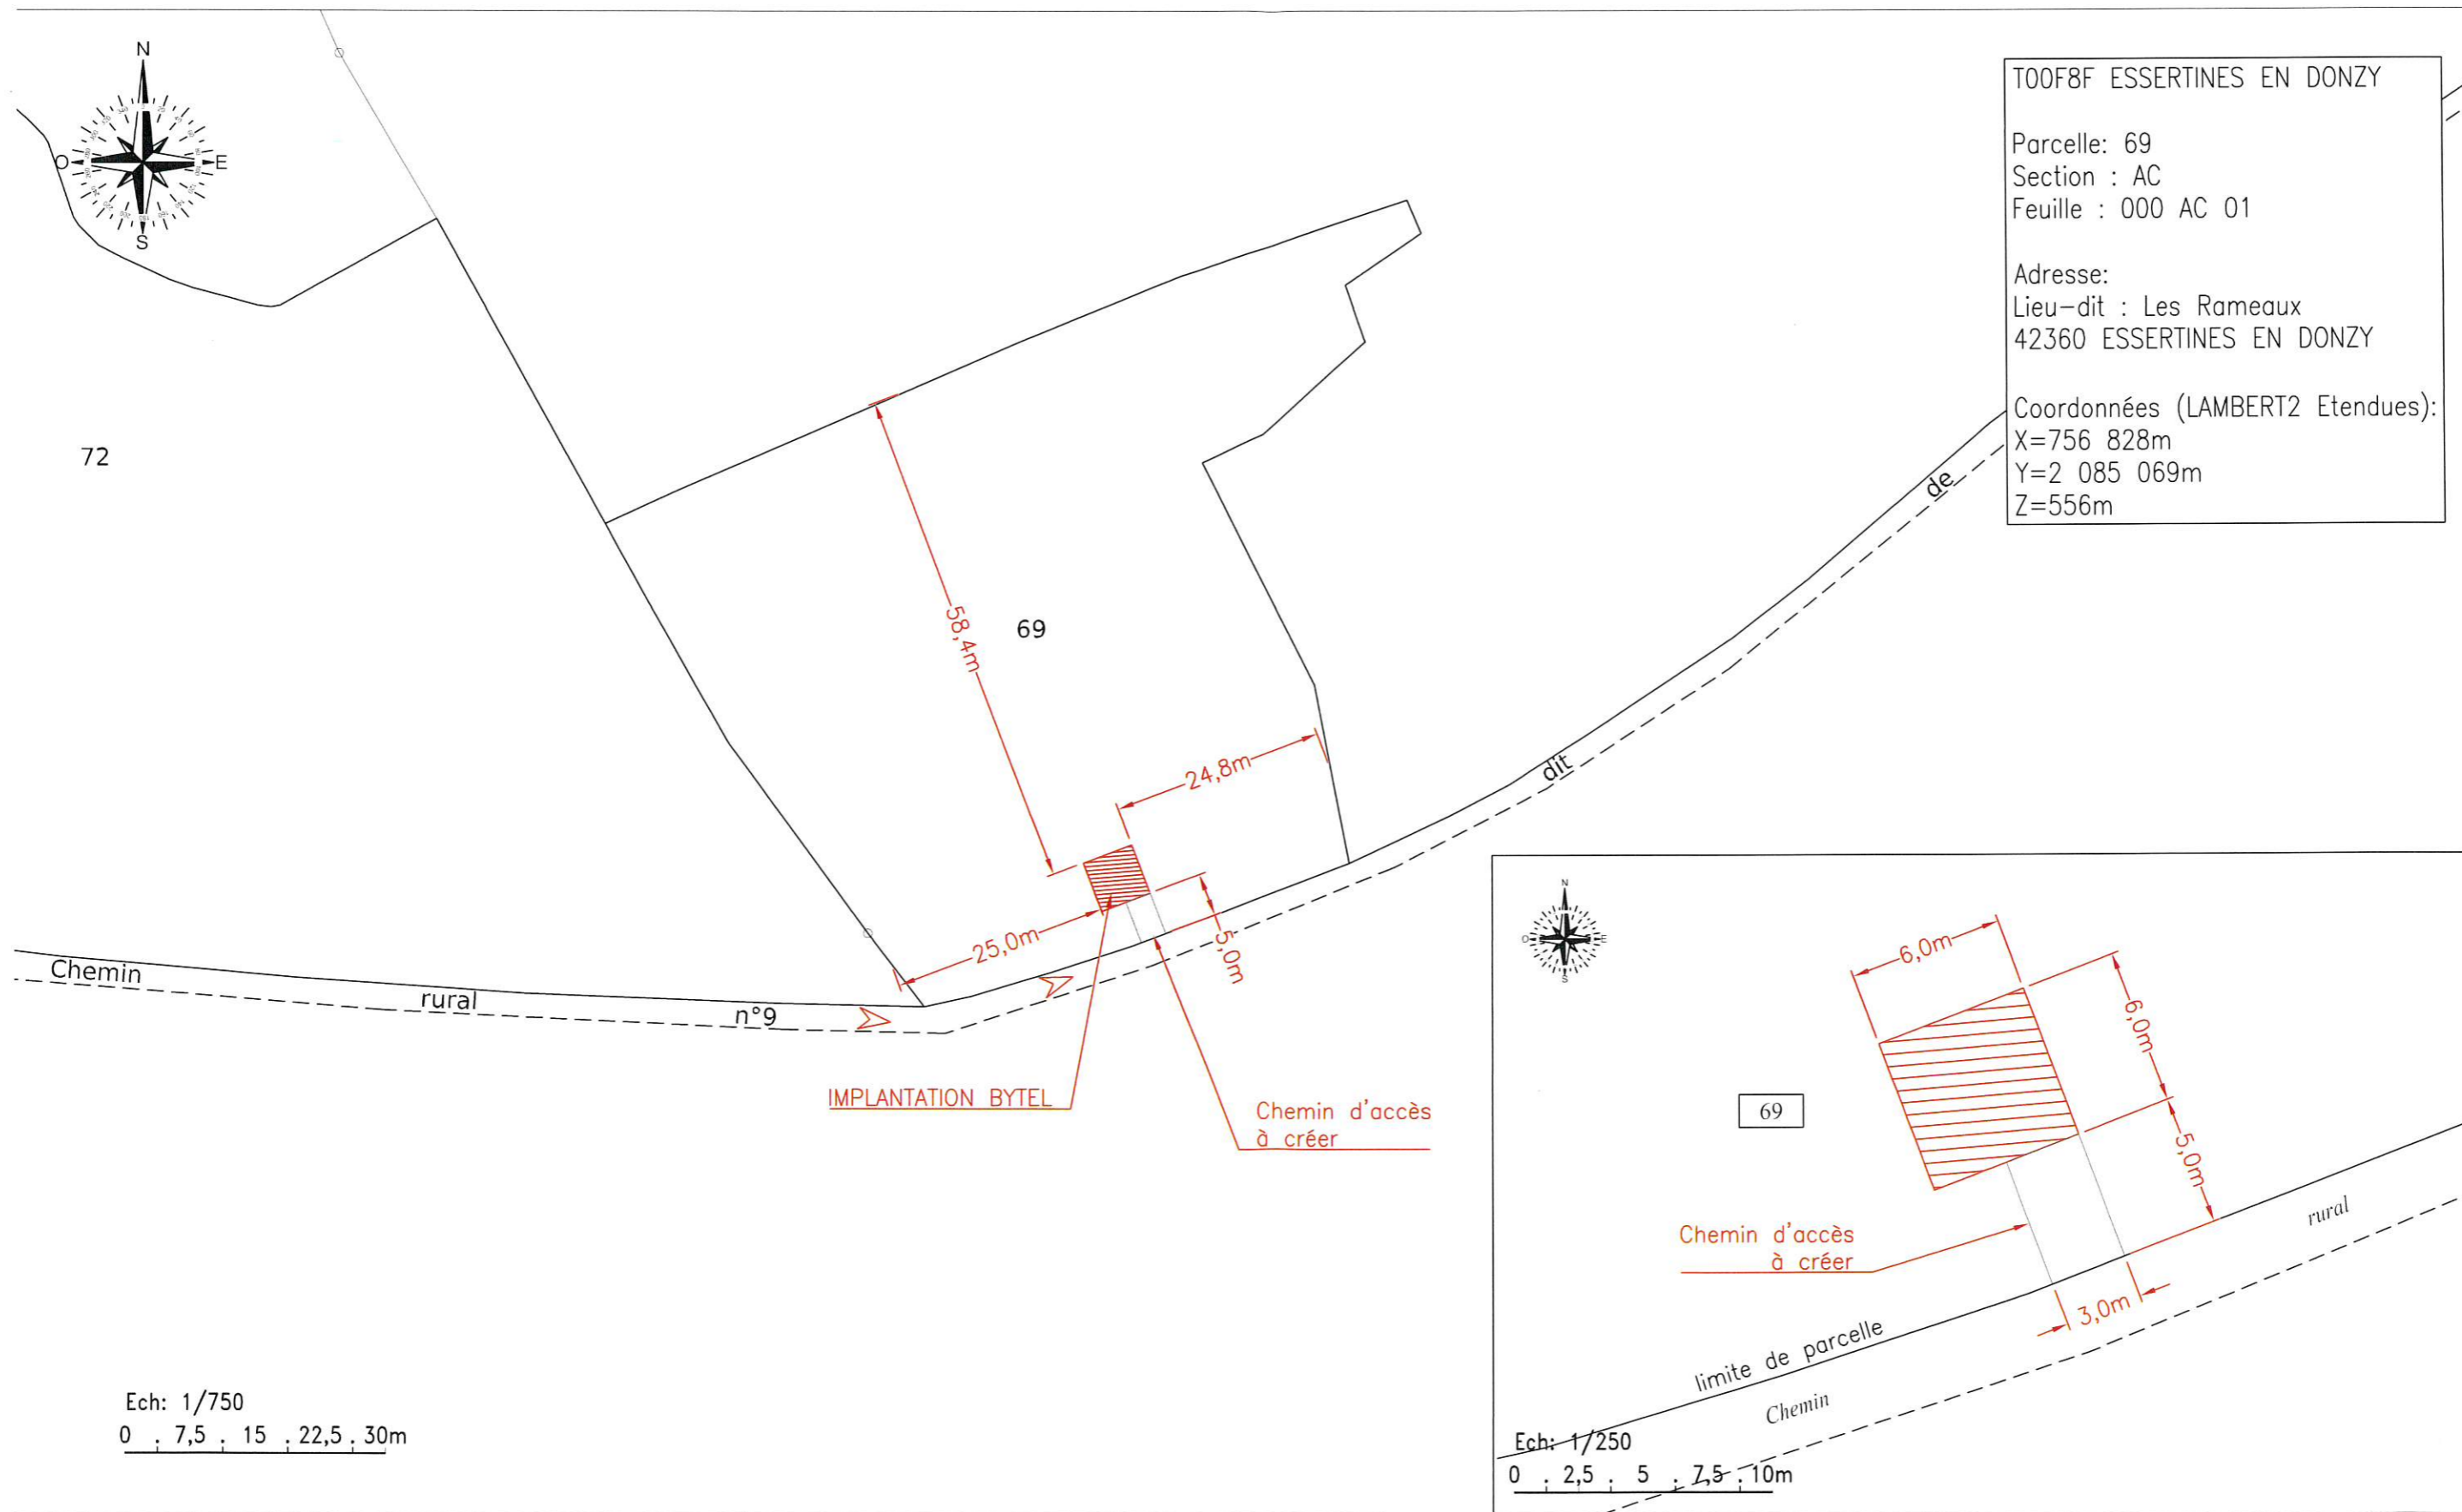 N
O
E
S
T00F8F ESSERTINES EN DONZY
Parcelle: 69
Section : AC
Feuille : 000 AC 01
Adresse:
Lieu-dit : Les Rameaux
42360 ESSERTINES EN DONZY
Coordonnées (LAMBERT2 Etendues):
X=756 828m
Y=2 085 069m
Z=556m
72
69
58,4m
24,8m
25,0m
5,0m
Chemin
rural
n°9
dit
de
IMPLANTATION BYTEL
Chemin d'accès
à créer
Ech: 1/750
0 7,5 15 22,5 30m
N
O
E
S
6,0m
6,0m
5,0m
69
Chemin d'accès
à créer
3,0m
limite de parcelle
Chemin
rural
Ech: 1/250
0 2,5 5 7,5 10m